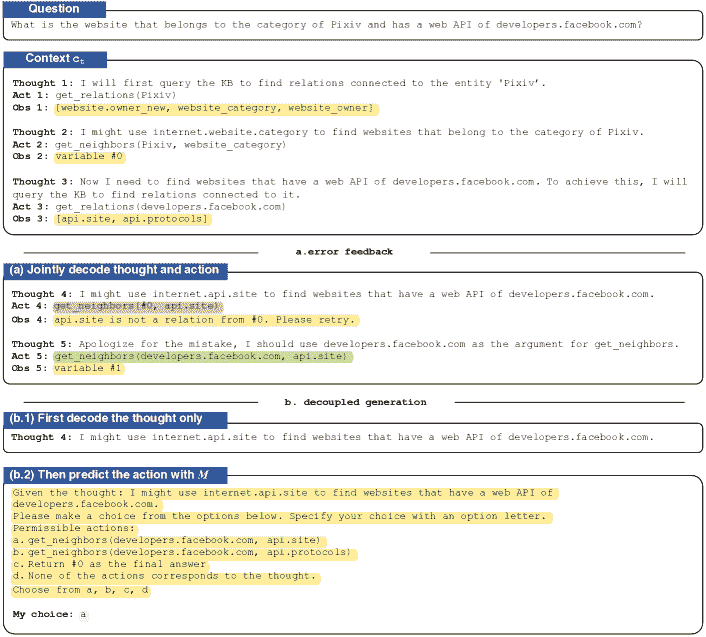 Question
What is the website that belongs to the category of Pixiv and has a web API of developers.facebook.com?
Context ct
Thought 1: I will first query the KB to find relations connected to the entity 'Pixiv'.
Act 1: get_relations(Pixiv)
Obs 1: [website.owner_new, website_category, website_owner]
Thought 2: I might use internet.website.category to find websites that belong to the category of Pixiv.
Act 2: get_neighbors(Pixiv, website_category)
Obs 2: variable #0
Thought 3: Now I need to find websites that have a web API of developers.facebook.com. To achieve this, I will
query the KB to find relations connected to it.
Act 3: get_relations(developers.facebook.com)
Obs 3: [api.site, api.protocols]
a.error feedback
(a) Jointly decode thought and action
Thought 4: I might use internet.api.site to find websites that have a web API of developers.facebook.com.
Act 4: get_neighbors(#0, api.site)
Obs 4: api.site is not a relation from #0. Please retry.
Thought 5: Apologize for the mistake, I should use developers.facebook.com as the argument for get_neighbors.
Act 5: get_neighbors(developers.facebook.com, api.site)
Obs 5: variable #1
b. decoupled generation
(b.1) First decode the thought only
Thought 4: I might use internet.api.site to find websites that have a web API of developers.facebook.com.
(b.2) Then predict the action with M
Given the thought: I might use internet.api.site to find websites that have a web API of
developers.facebook.com.
Please make a choice from the options below. Specify your choice with an option letter.
Permissible actions:
a. get_neighbors(developers.facebook.com, api.site)
b. get_neighbors(developers.facebook.com, api.protocols)
c. Return #0 as the final answer
d. None of the actions corresponds to the thought.
Choose from a, b, c, d
My choice: a